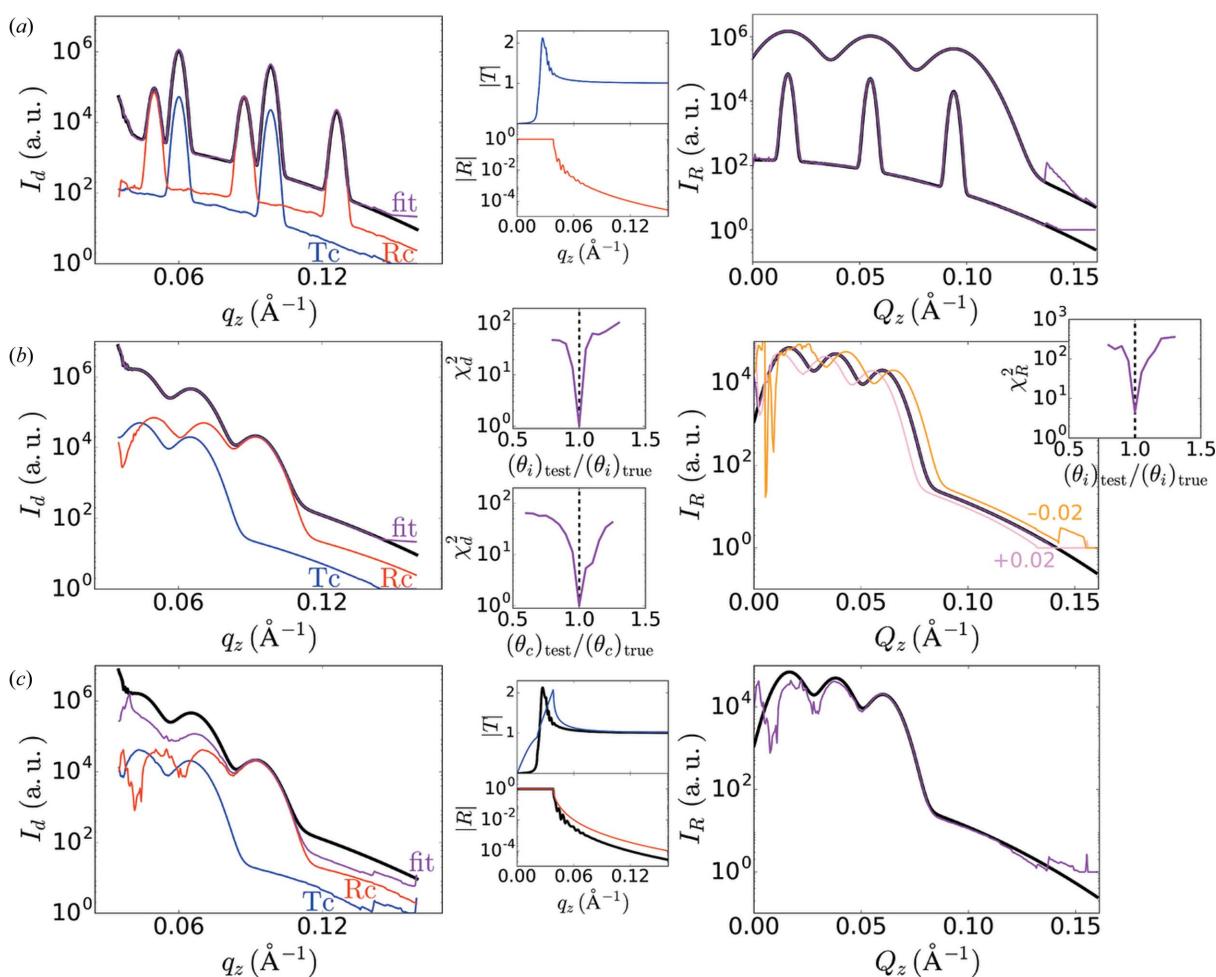 (a)
I_d (a. u.)
10^6
10^4
10^2
10^0
fit
Tc
Rc
0.06
0.12
q_z (Å^−1)
|T|
2
1
|R|
10^0
10^−2
10^−4
0.00
0.06
0.12
q_z (Å^−1)
I_R (a. u.)
10^6
10^4
10^2
10^0
0.00
0.05
0.10
0.15
Q_z (Å^−1)
(b)
I_d (a. u.)
10^6
10^4
10^2
10^0
fit
Tc
Rc
0.06
0.12
q_z (Å^−1)
χ_d^2
10^2
10^1
10^0
0.5
1.0
1.5
(θ_i)_test/(θ_i)_true
χ_d^2
10^2
10^1
10^0
0.5
1.0
1.5
(θ_c)_test/(θ_c)_true
I_R (a. u.)
10^4
10^2
10^0
−0.02
+0.02
0.00
0.05
0.10
0.15
Q_z (Å^−1)
χ_R^2
10^3
10^2
10^1
10^0
0.5
1.0
1.5
(θ_i)_test/(θ_i)_true
(c)
I_d (a. u.)
10^6
10^4
10^2
10^0
fit
Rc
Tc
0.06
0.12
q_z (Å^−1)
|T|
2
1
|R|
10^0
10^−2
10^−4
0.00
0.06
0.12
q_z (Å^−1)
I_R (a. u.)
10^4
10^2
10^0
0.00
0.05
0.10
0.15
Q_z (Å^−1)